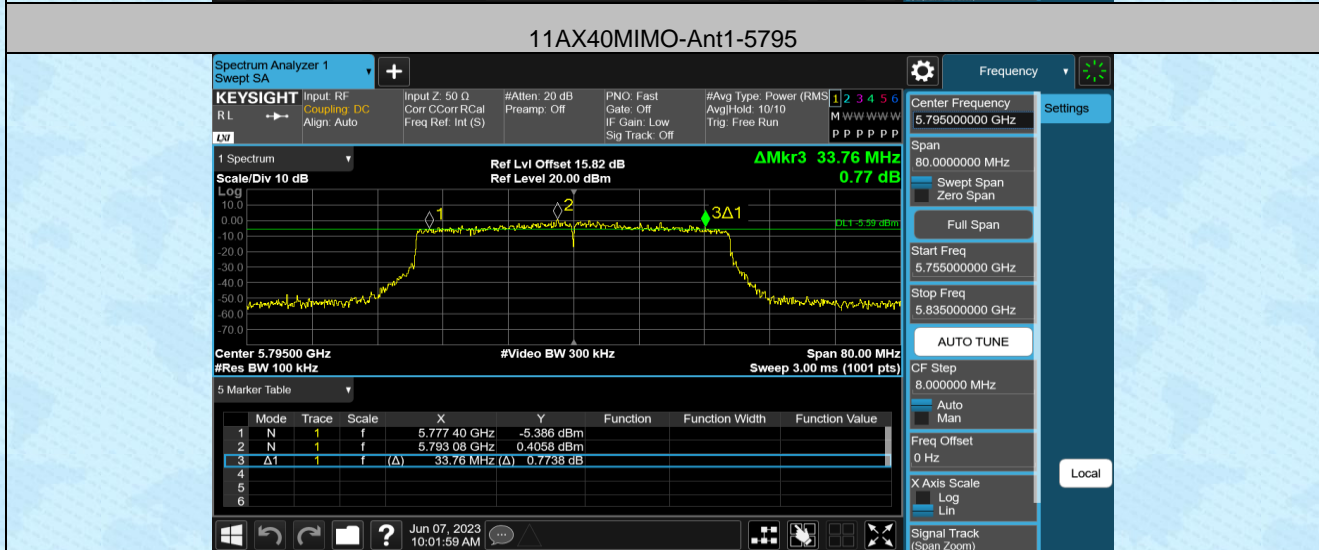 11AX40MIMO-Ant1-5795
Spectrum Analyzer 1
Swept SA
Frequency
KEYSIGHT
R L
LXI
Input: RF
Coupling: DC
Align: Auto
Input Z: 50 Ω
Corr CCorr RCal
Freq Ref: Int (S)
#Atten: 20 dB
Preamp: Off
PNO: Fast
Gate: Off
IF Gain: Low
Sig Track: Off
#Avg Type: Power (RMS
Avg|Hold: 10/10
Trig: Free Run
1 2 3 4 5 6
M W W W W W
P P P P P P
1 Spectrum
Scale/Div 10 dB
Ref Lvl Offset 15.82 dB
Ref Level 20.00 dBm
ΔMkr3 33.76 MHz
0.77 dB
Log
10.0
0.00
-10.0
-20.0
-30.0
-40.0
-50.0
-60.0
-70.0
1
2
3Δ1
DL1 -5.59 dBm
Center 5.79500 GHz
#Video BW 300 kHz
Span 80.00 MHz
#Res BW 100 kHz
Sweep 3.00 ms (1001 pts)
5 Marker Table
Mode Trace Scale X Y Function Function Width Function Value
1 N 1 f 5.777 40 GHz -5.386 dBm
2 N 1 f 5.793 08 GHz 0.4058 dBm
3 Δ1 1 f (Δ) 33.76 MHz (Δ) 0.7738 dB
4
5
6
?
Jun 07, 2023
10:01:59 AM
Center Frequency
5.795000000 GHz
Span
80.0000000 MHz
Swept Span
Zero Span
Full Span
Start Freq
5.755000000 GHz
Stop Freq
5.835000000 GHz
AUTO TUNE
CF Step
8.000000 MHz
Auto
Man
Freq Offset
0 Hz
X Axis Scale
Log
Lin
Signal Track
(Span Zoom)
Settings
Local